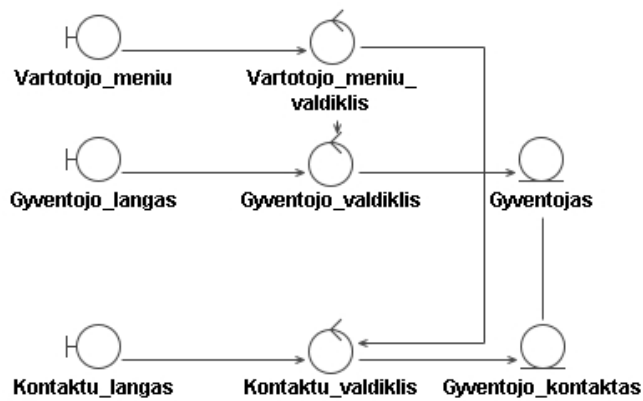 Vartotojo_meniu
Vartotojo_meniu_
valdiklis
Gyventojo_langas
Gyventojo_valdiklis
Gyventojas
Kontaktu_langas
Kontaktu_valdiklis
Gyventojo_kontaktas